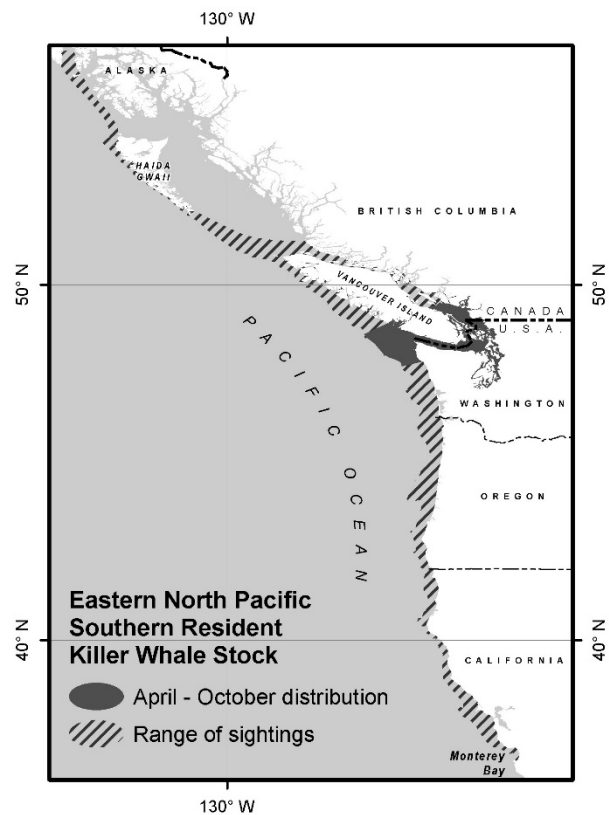 130° W
ALASKA
HAIDA
GWAII
BRITISH COLUMBIA
50° N
50° N
VANCOUVER ISLAND
CANADA
U.S.A.
PACIFIC OCEAN
WASHINGTON
OREGON
Eastern North Pacific
Southern Resident
Killer Whale Stock
40° N
40° N
CALIFORNIA
April - October distribution
Range of sightings
Monterey
Bay
130° W